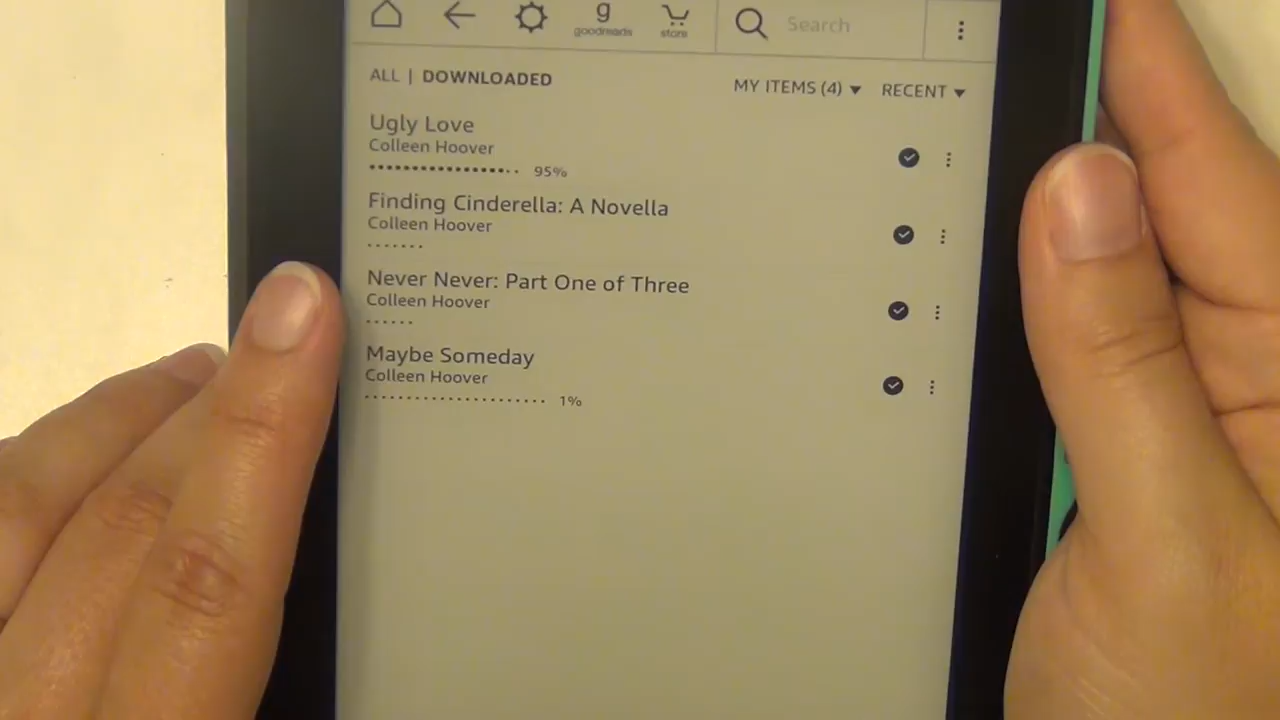 g
goodreads
store
Search
ALL | DOWNLOADED
MY ITEMS (4)
RECENT
Ugly Love
Colleen Hoover
95%
Finding Cinderella: A Novella
Colleen Hoover
Never Never: Part One of Three
Colleen Hoover
Maybe Someday
Colleen Hoover
1%